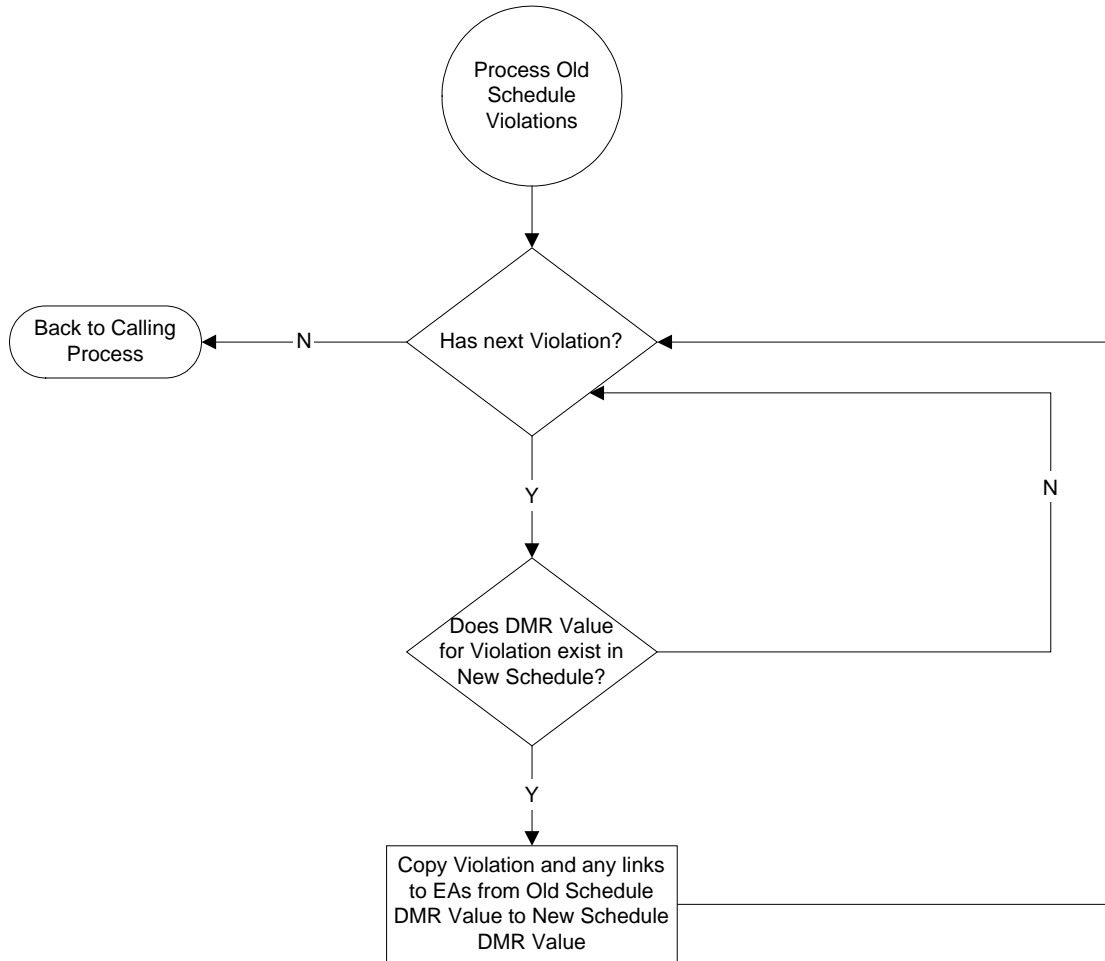 Process Old
Schedule
Violations
Back to Calling
Process
N
Has next Violation?
Y
N
Does DMR Value
for Violation exist in
New Schedule?
Y
Copy Violation and any links
to EAs from Old Schedule
DMR Value to New Schedule
DMR Value